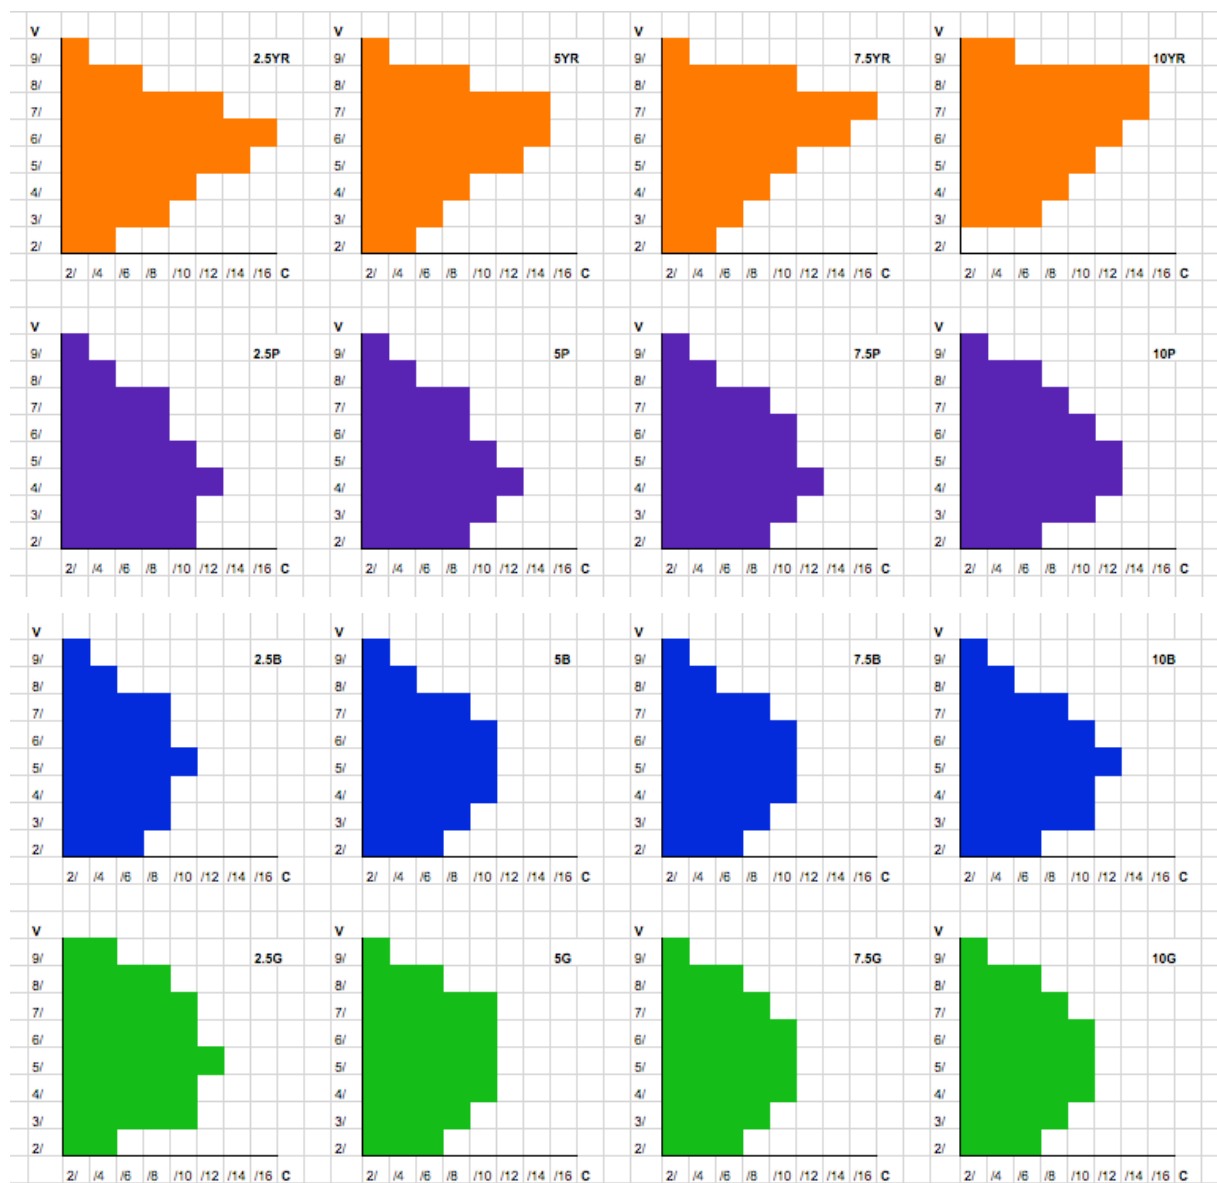 V V V V
9/ 2.5YR 9/ 5YR 9/ 7.5YR 9/ 10YR
8/ 8/ 8/ 8/
7/ 7/ 7/ 7/
6/ 6/ 6/ 6/
5/ 5/ 5/ 5/
4/ 4/ 4/ 4/
3/ 3/ 3/ 3/
2/ 2/ 2/ 2/
2/ /4 /6 /8 /10 /12 /14 /16 C 2/ /4 /6 /8 /10 /12 /14 /16 C 2/ /4 /6 /8 /10 /12 /14 /16 C 2/ /4 /6 /8 /10 /12 /14 /16 C
V V V V
9/ 2.5P 9/ 5P 9/ 7.5P 9/ 10P
8/ 8/ 8/ 8/
7/ 7/ 7/ 7/
6/ 6/ 6/ 6/
5/ 5/ 5/ 5/
4/ 4/ 4/ 4/
3/ 3/ 3/ 3/
2/ 2/ 2/ 2/
2/ /4 /6 /8 /10 /12 /14 /16 C 2/ /4 /6 /8 /10 /12 /14 /16 C 2/ /4 /6 /8 /10 /12 /14 /16 C 2/ /4 /6 /8 /10 /12 /14 /16 C
V V V V
9/ 2.5B 9/ 5B 9/ 7.5B 9/ 10B
8/ 8/ 8/ 8/
7/ 7/ 7/ 7/
6/ 6/ 6/ 6/
5/ 5/ 5/ 5/
4/ 4/ 4/ 4/
3/ 3/ 3/ 3/
2/ 2/ 2/ 2/
2/ /4 /6 /8 /10 /12 /14 /16 C 2/ /4 /6 /8 /10 /12 /14 /16 C 2/ /4 /6 /8 /10 /12 /14 /16 C 2/ /4 /6 /8 /10 /12 /14 /16 C
V V V V
9/ 2.5G 9/ 5G 9/ 7.5G 9/ 10G
8/ 8/ 8/ 8/
7/ 7/ 7/ 7/
6/ 6/ 6/ 6/
5/ 5/ 5/ 5/
4/ 4/ 4/ 4/
3/ 3/ 3/ 3/
2/ 2/ 2/ 2/
2/ /4 /6 /8 /10 /12 /14 /16 C 2/ /4 /6 /8 /10 /12 /14 /16 C 2/ /4 /6 /8 /10 /12 /14 /16 C 2/ /4 /6 /8 /10 /12 /14 /16 C